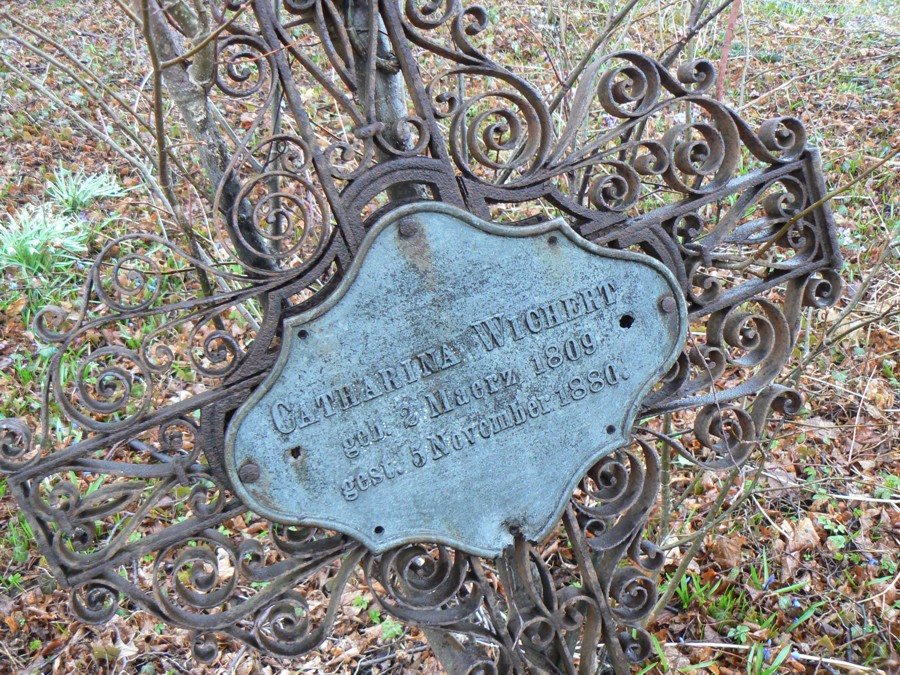 CATHARINA WICHERT
geb. 2 Maerz 1809.
gest. 5 November 1880.